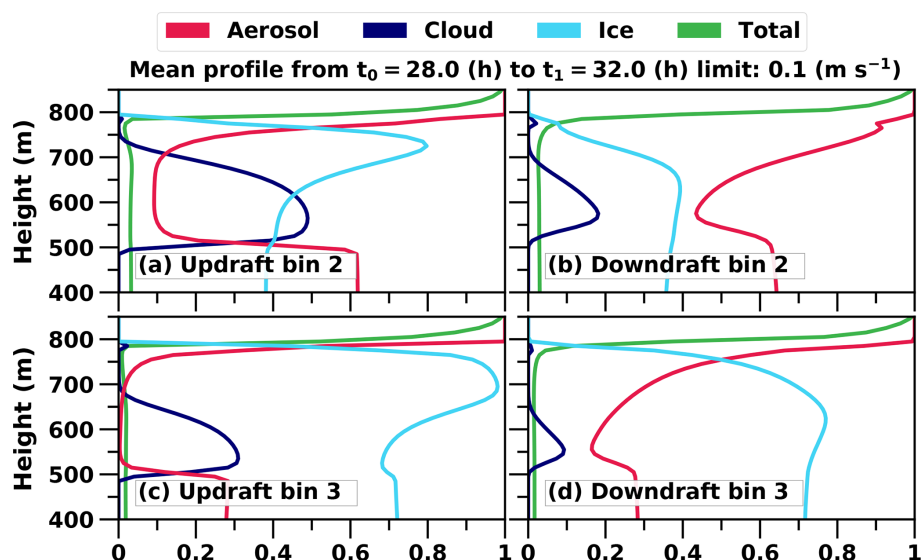 Aerosol Cloud Ice Total
Mean profile from t₀ = 28.0 (h) to t₁ = 32.0 (h) limit: 0.1 (m s⁻¹)
Height (m)
800
700
600
500
400
(a) Updraft bin 2
(b) Downdraft bin 2
Height (m)
800
700
600
500
400
(c) Updraft bin 3
(d) Downdraft bin 3
0 0.2 0.4 0.6 0.8 0 0.2 0.4 0.6 0.8 1